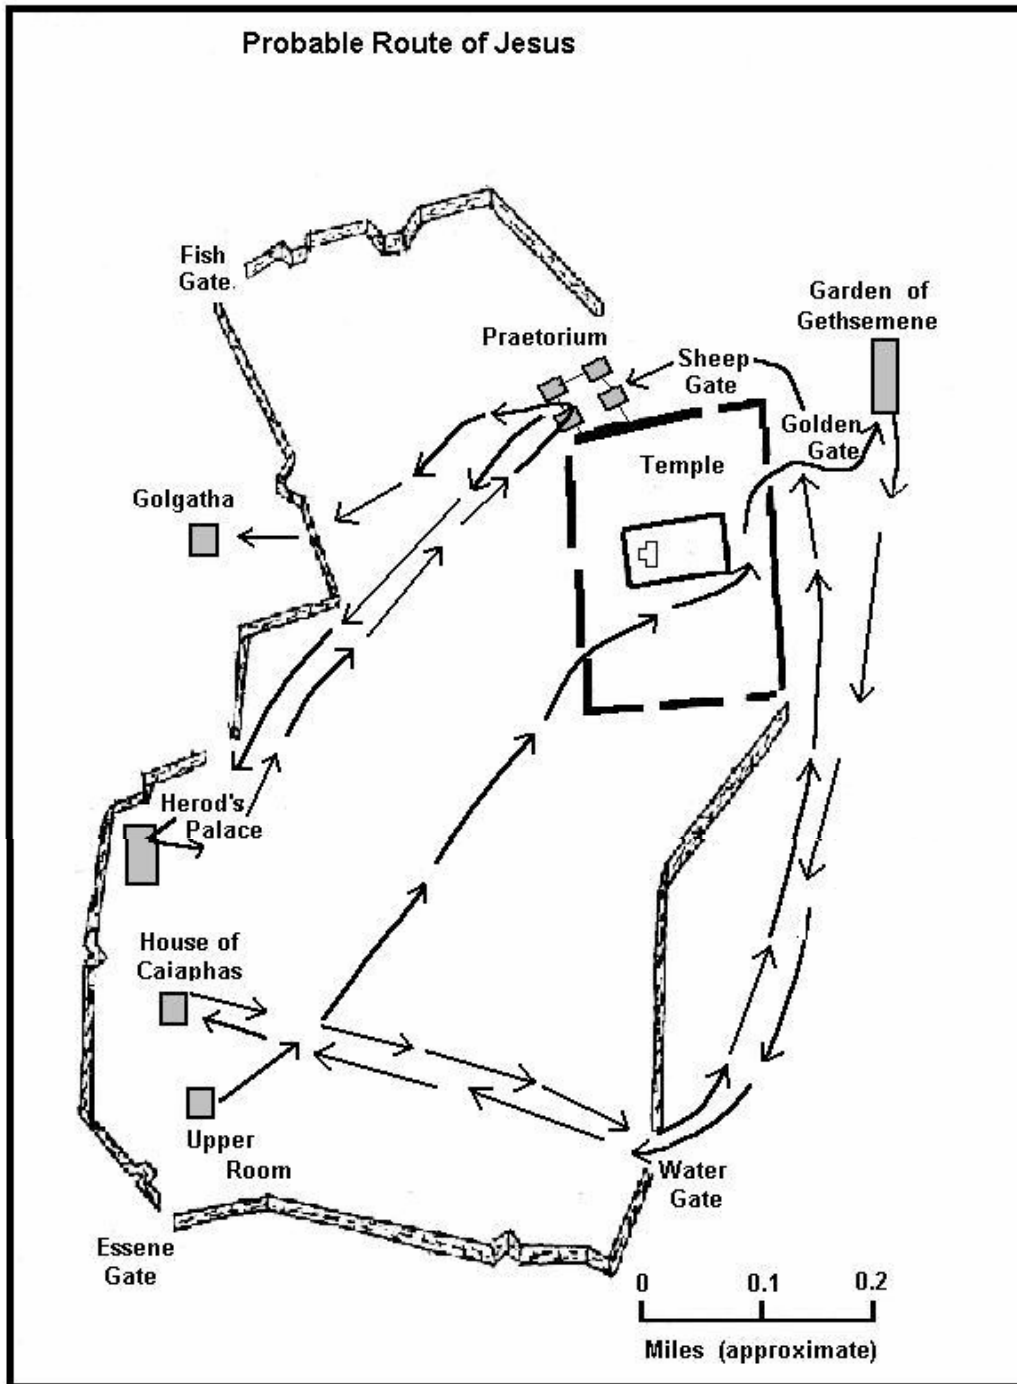 Probable Route of Jesus
Fish
Gate.
Garden of
Gethsemene
Praetorium
Sheep
Gate
Golden
Gate
Temple
Golgatha
Herod's
Palace
House of
Caiaphas
Upper
Room
Water
Gate
Essene
Gate
0 0.1 0.2
Miles (approximate)